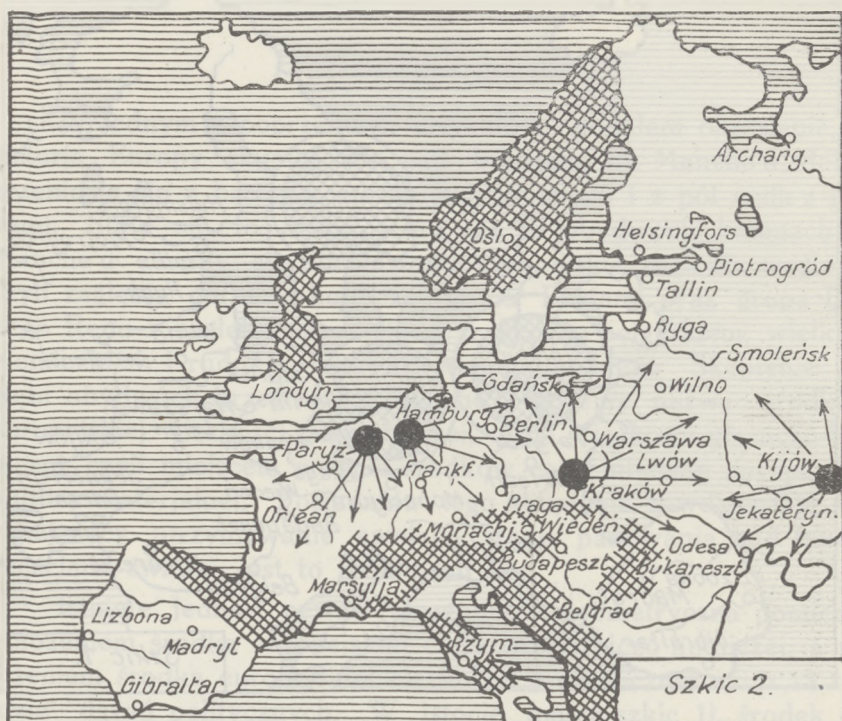 Archang.
Oslo
Helsingfors
Piotrogród
Tallin
Ryga
Smoleńsk
Londyn
Gdańsk
Wilno
Hamburg
Berlin
Warszawa
Paryż
Frankf.
Lwów
Kijów
Praga
Kraków
Orlean
Monachj.
Wiedeń
Jekateryn.
Budapeszt
Odesa
Bukareszt
Marsylja
Belgrad
Lizbona
Madryt
Rzym
Gibraltar
Szkic 2.